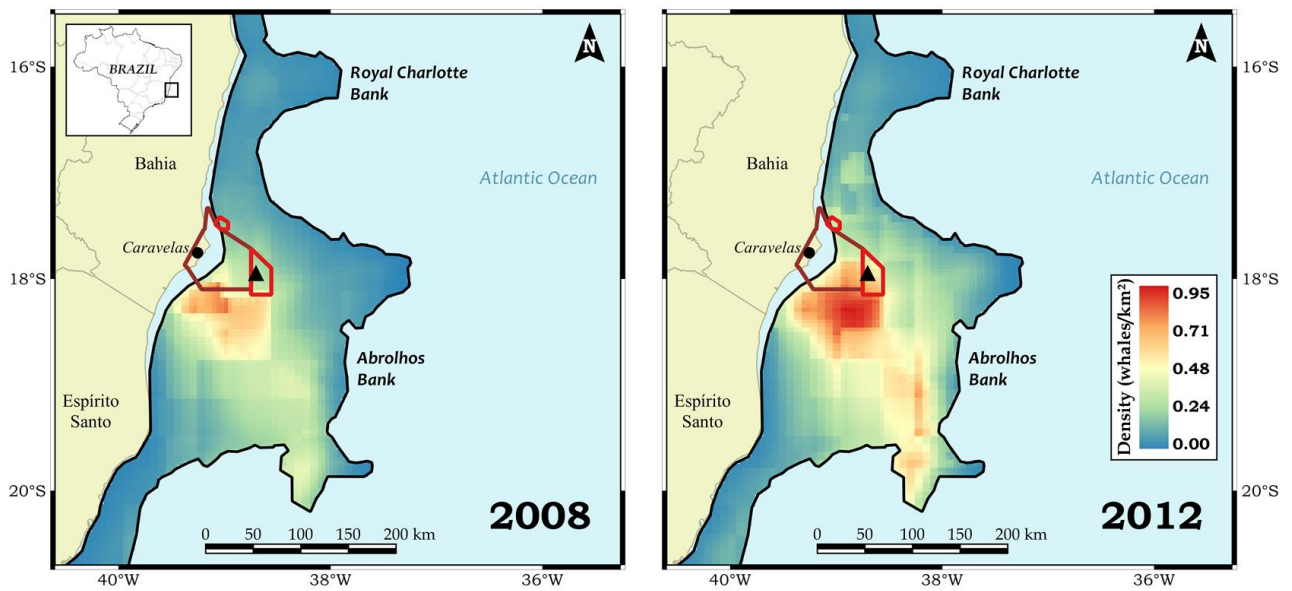 BRAZIL
N
16°S
Royal Charlotte
Bank
Bahia
Atlantic Ocean
Caravelas
18°S
Abrolhos
Bank
Espírito
Santo
20°S
2008
0 50 100 150 200 km
40°W 38°W 36°W
N
16°S
Royal Charlotte
Bank
Bahia
Atlantic Ocean
Caravelas
18°S
Density (whales/km²)
0.95
0.71
0.48
0.24
0.00
Abrolhos
Bank
Espírito
Santo
20°S
2012
0 50 100 150 200 km
40°W 38°W 36°W